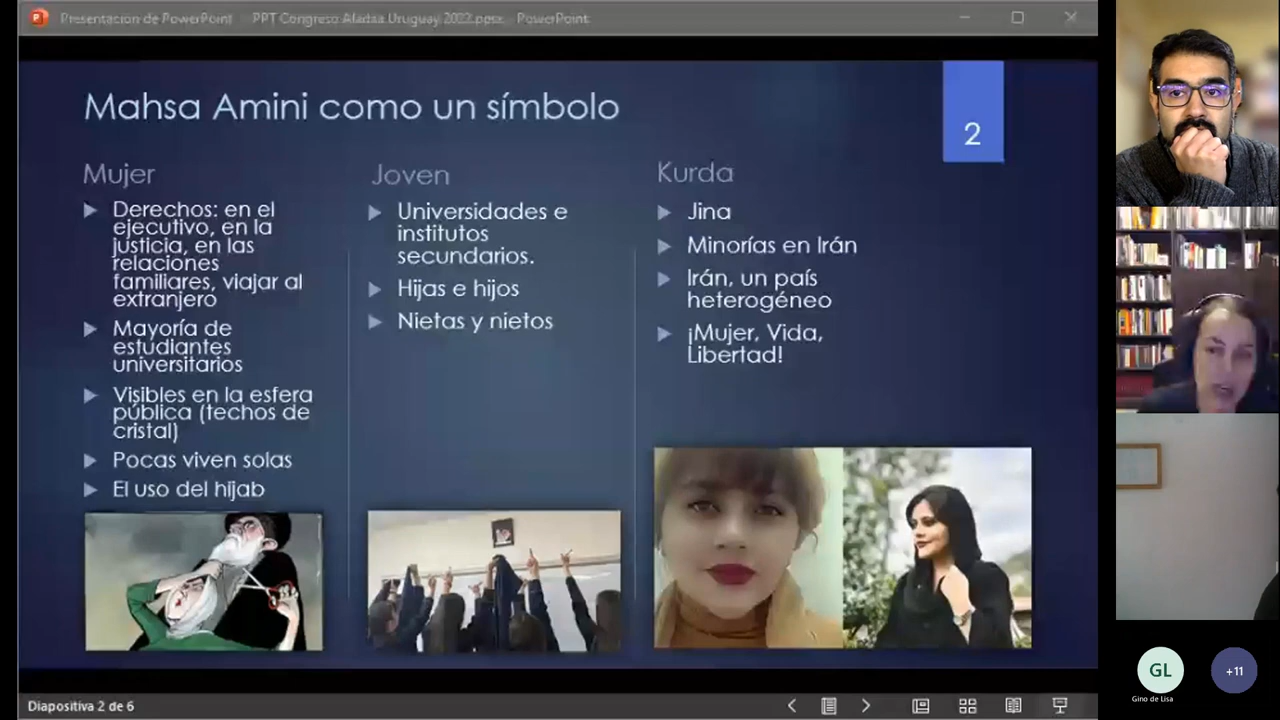 Presentación de PowerPoint
PPT Congreso Aladaa Uruguay 2022.pptx - PowerPoint
Mahsa Amini como un símbolo
2
Mujer
Derechos: en el
ejecutivo, en la
justicia, en las
relaciones
familiares, viajar al
extranjero
Mayoría de
estudiantes
universitarios
Visibles en la esfera
pública (techos de
cristal)
Pocas viven solas
El uso del hijab
Joven
Universidades e
institutos
secundarios.
Hijas e hijos
Nietas y nietos
Kurda
Jina
Minorías en Irán
Irán, un país
heterogéneo
¡Mujer, Vida,
Libertad!
Diapositiva 2 de 6
GL
Gino de Lisa
+11